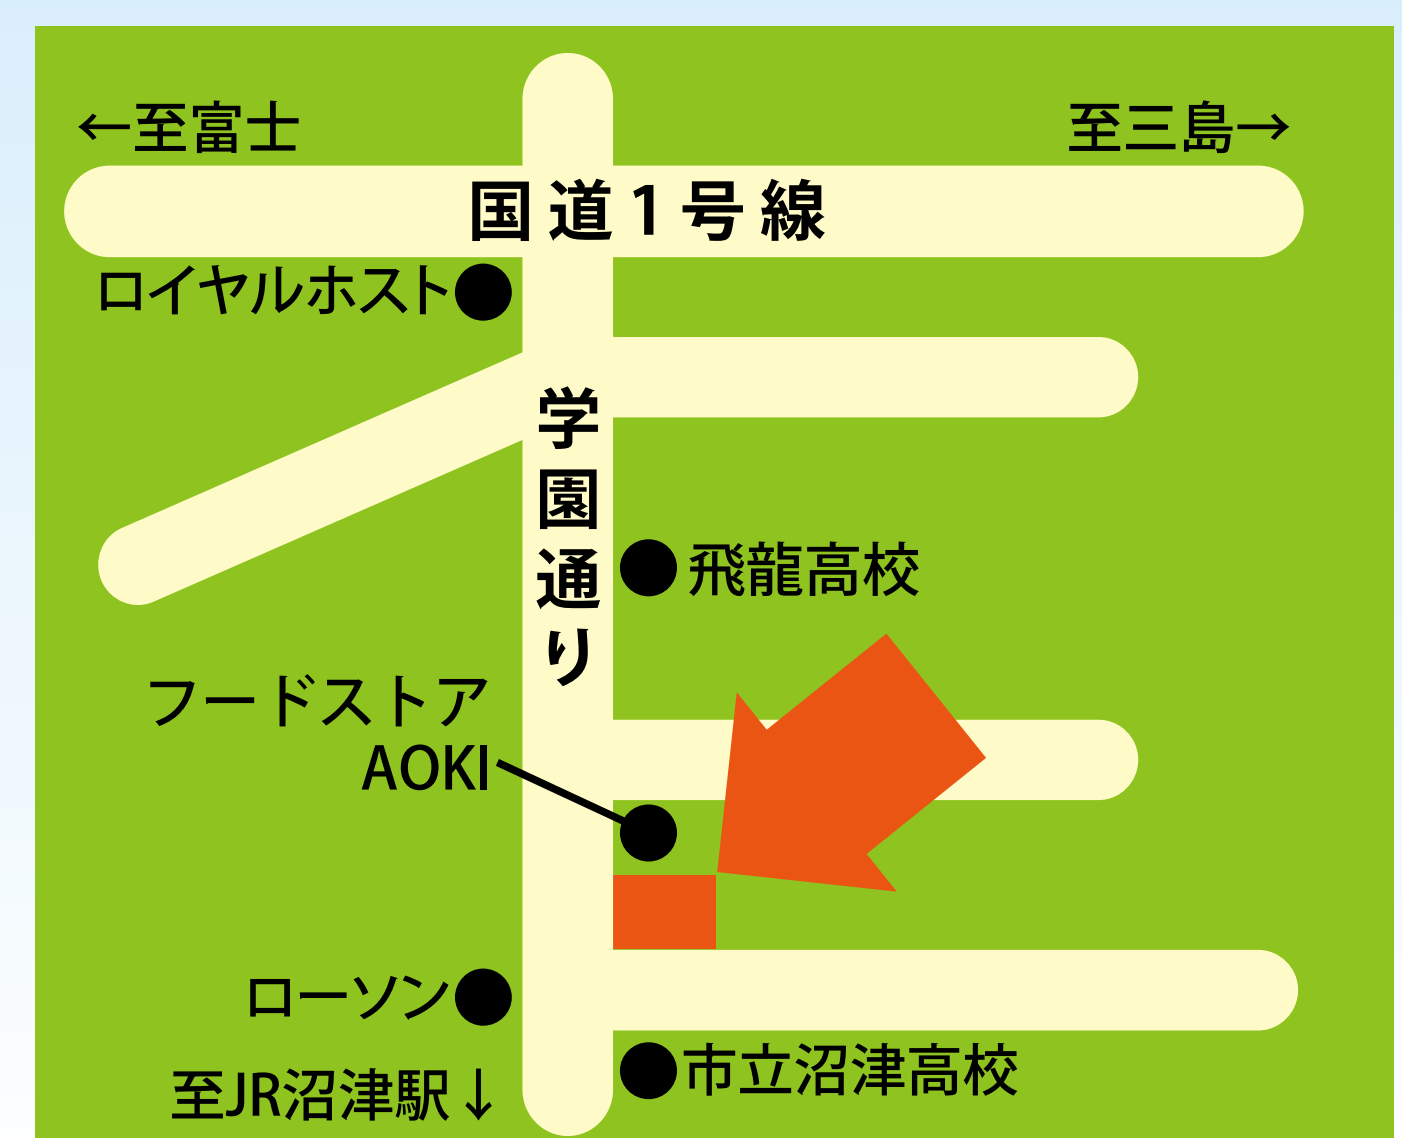 ←至富士
至三島→
国道1号線
ロイヤルホスト
学園通り
飛龍高校
フードストア
AOKI
ローソン
市立沼津高校
至JR沼津駅↓